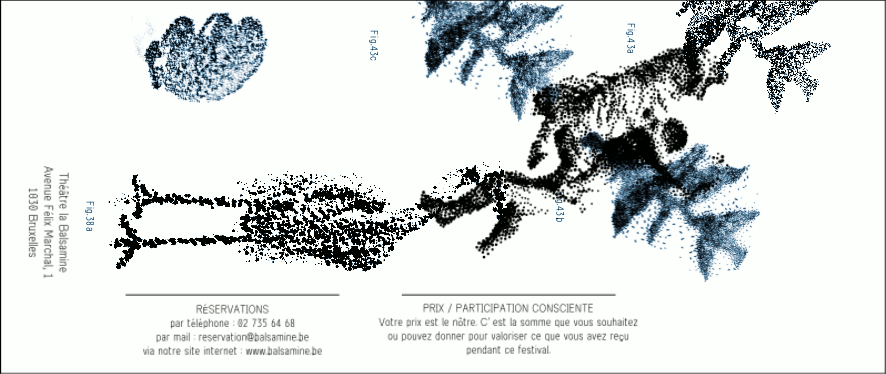 Fig.43c
Fig.43a
Théâtre la Balsamine
Avenue Félix Marchal, 1
1030 Bruxelles
Fig.38a
43b
RÉSERVATIONS
par téléphone : 02 735 64 68
par mail : reservation@balsamine.be
via notre site internet : www.balsamine.be
PRIX / PARTICIPATION CONSCIENTE
Votre prix est le nôtre. C'est la somme que vous souhaitez
ou pouvez donner pour valoriser ce que vous avez reçu
pendant ce festival.